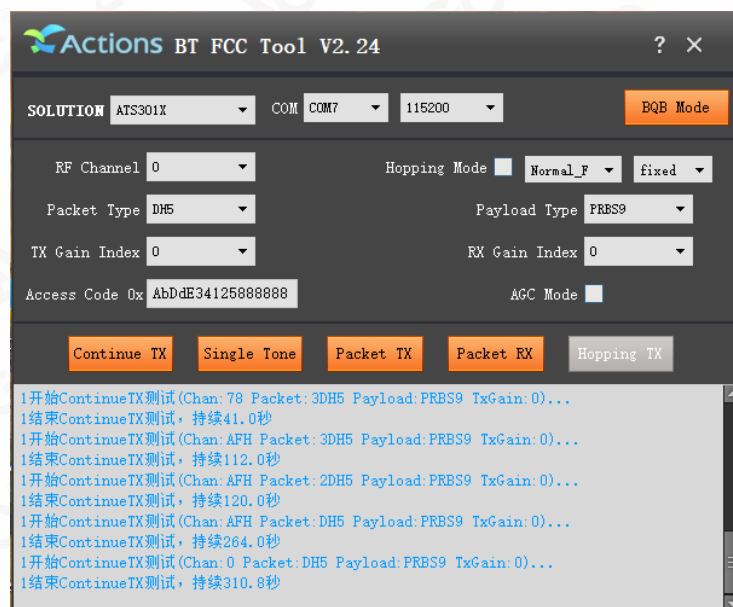 Actions BT FCC Tool V2.24 ? ×
SOLUTION ATS301X COM COM7 115200 BQB Mode
RF Channel 0 Hopping Mode Normal_F fixed
Packet Type DH5 Payload Type PRBS9
TX Gain Index 0 RX Gain Index 0
Access Code 0x AbDdE34125888888 AGC Mode
Continue TX Single Tone Packet TX Packet RX Hopping TX
1开始ContinueTX测试(Chan:78 Packet:3DH5 Payload:PRBS9 TxGain:0)...
1结束ContinueTX测试，持续41.0秒
1开始ContinueTX测试(Chan:AFH Packet:3DH5 Payload:PRBS9 TxGain:0)...
1结束ContinueTX测试，持续112.0秒
1开始ContinueTX测试(Chan:AFH Packet:2DH5 Payload:PRBS9 TxGain:0)...
1结束ContinueTX测试，持续120.0秒
1开始ContinueTX测试(Chan:AFH Packet:DH5 Payload:PRBS9 TxGain:0)...
1结束ContinueTX测试，持续264.0秒
1开始ContinueTX测试(Chan:0 Packet:DH5 Payload:PRBS9 TxGain:0)...
1结束ContinueTX测试，持续310.8秒